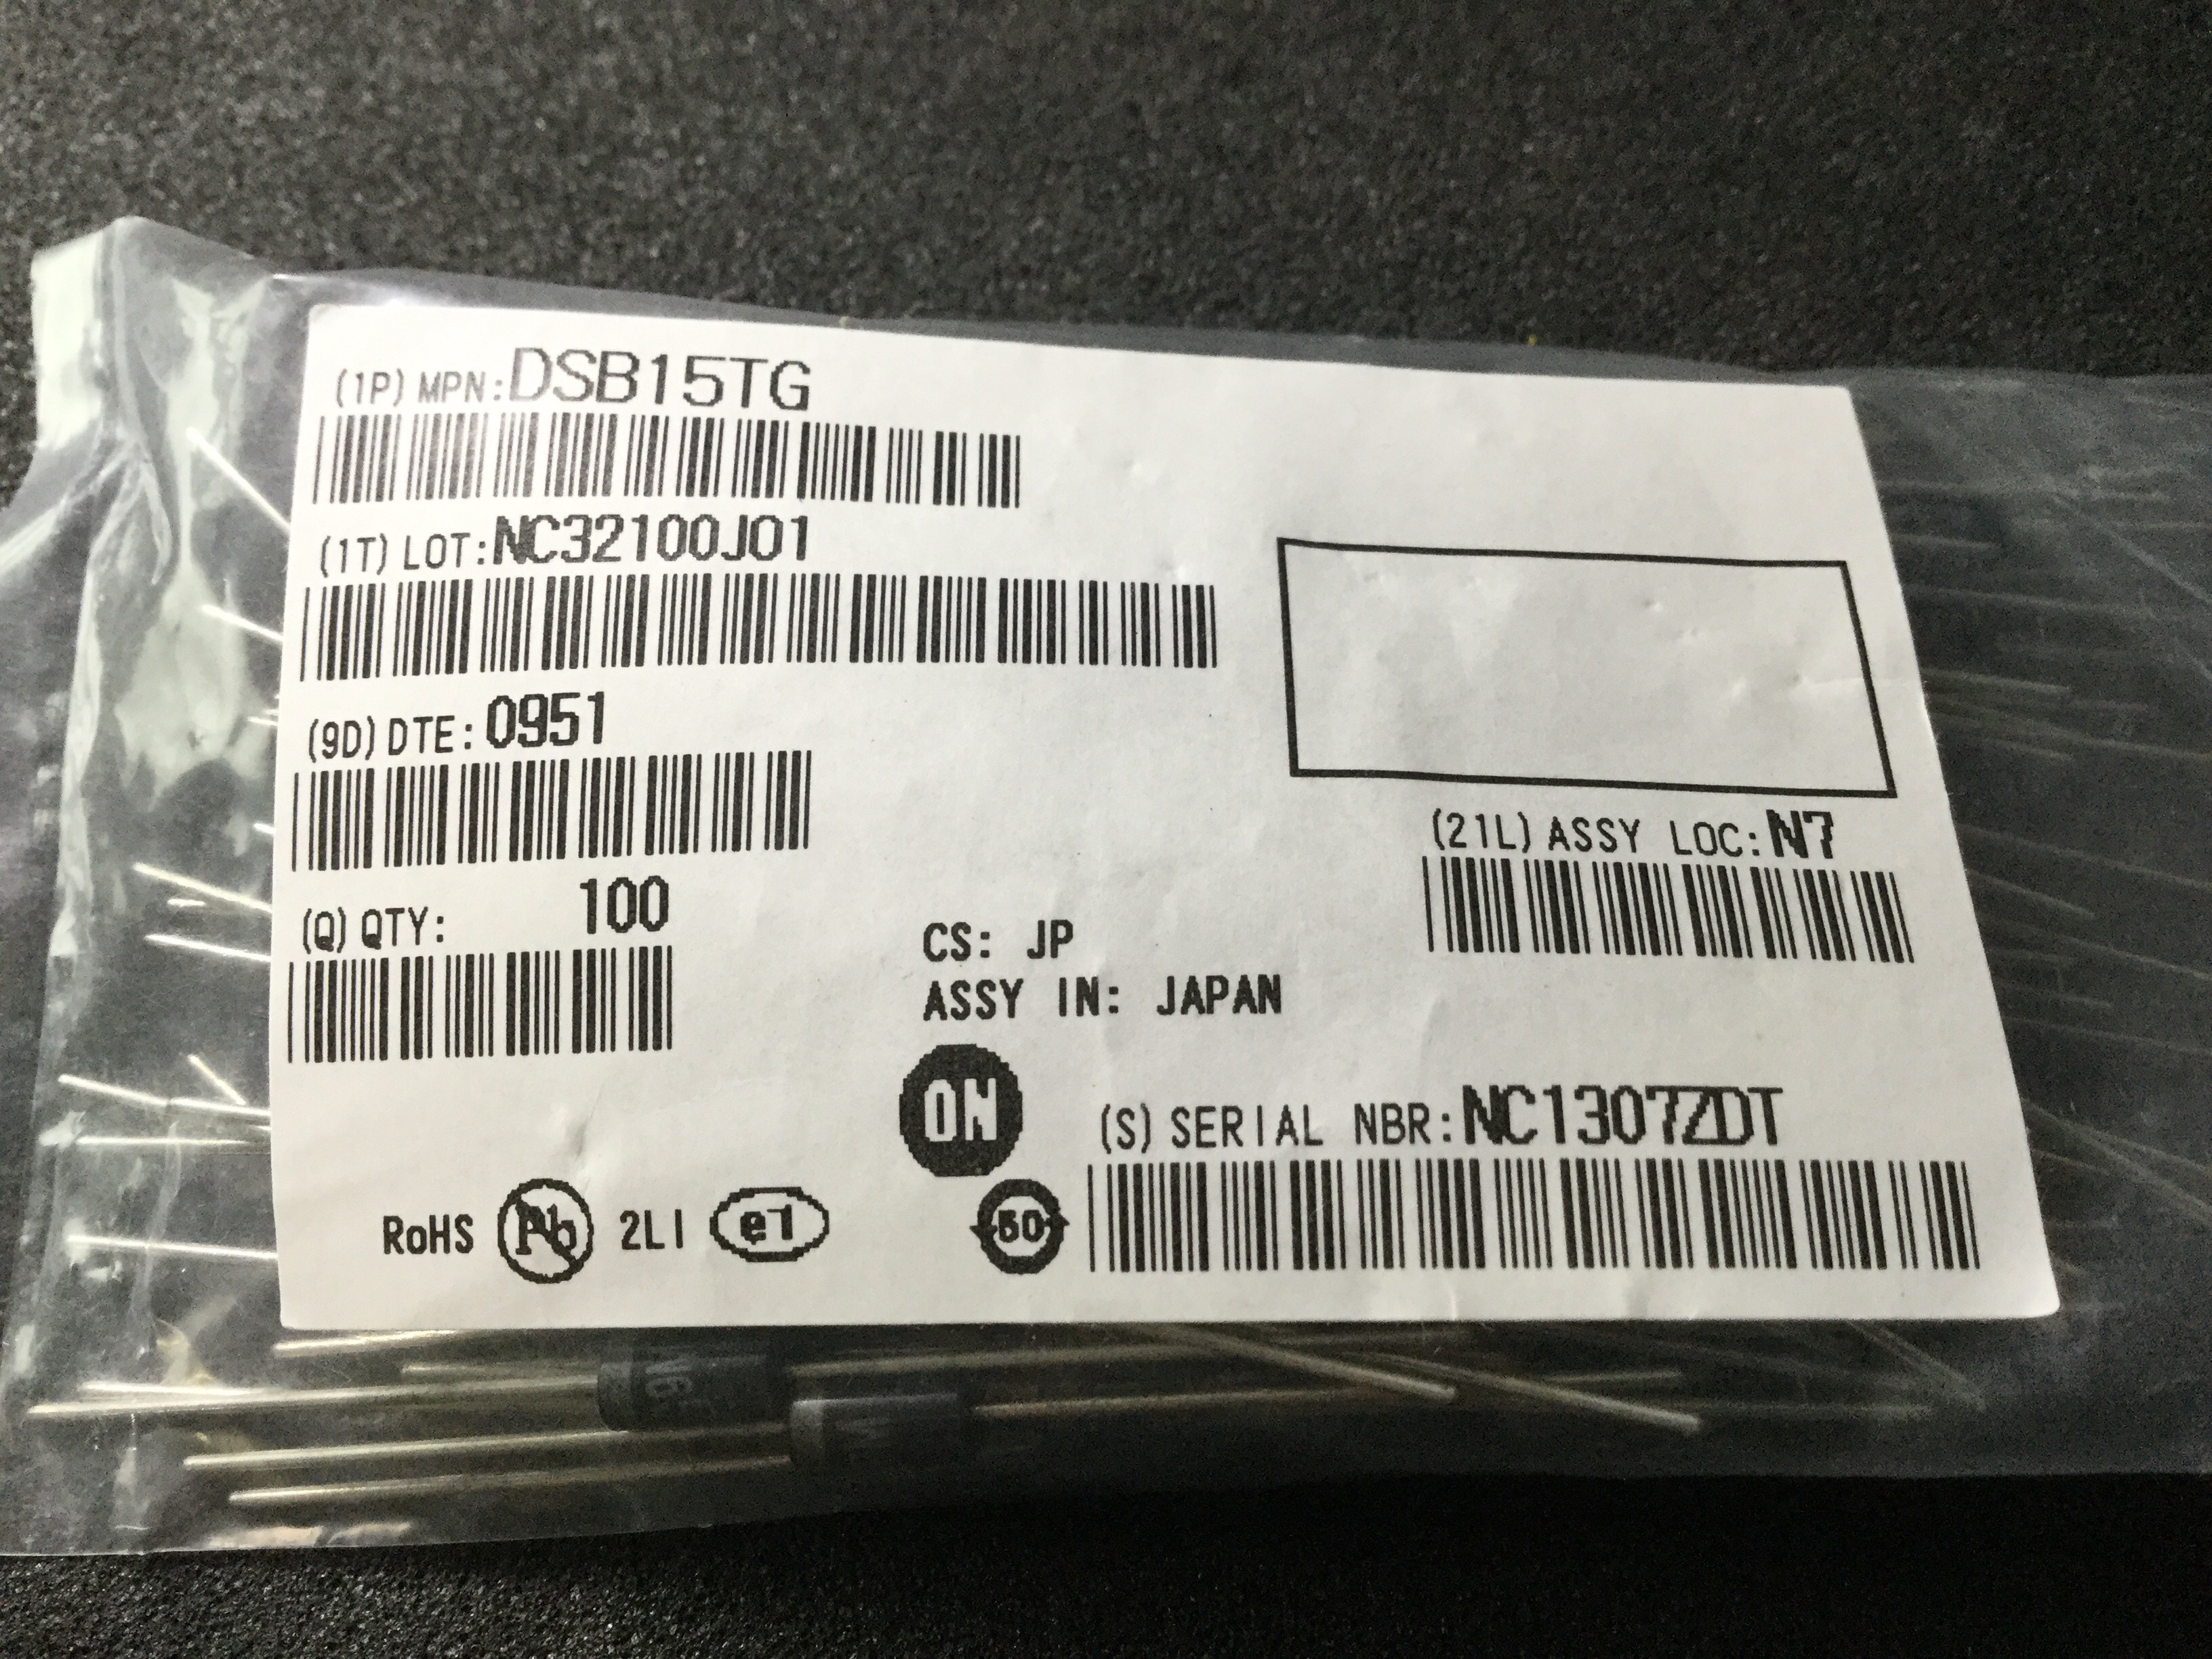 (1P) MPN:DSB15TG
(1T) LOT:NC32100J01
(9D) DTE:0951
(Q) QTY: 100
(21L) ASSY LOC:N7
CS: JP
ASSY IN: JAPAN
ON
(S) SERIAL NBR:NC1307ZDT
RoHS Pb 2LI e1 50